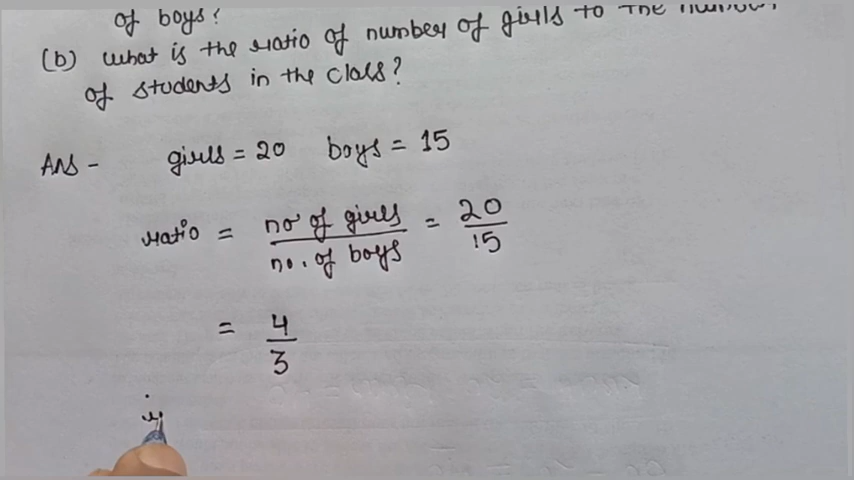 of boys?
(b) what is the ratio of number of girls to the number
of students in the class?
Ans - girls = 20 boys = 15
ratio = no of girls / no. of boys = 20 / 15
= 4 / 3